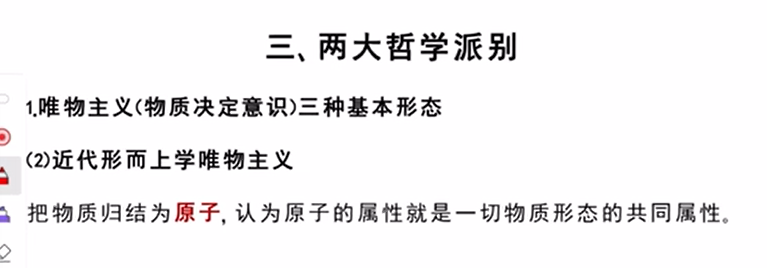 三、两大哲学派别
1.唯物主义(物质决定意识)三种基本形态
(2)近代形而上学唯物主义
把物质归结为原子,认为原子的属性就是一切物质形态的共同属性。